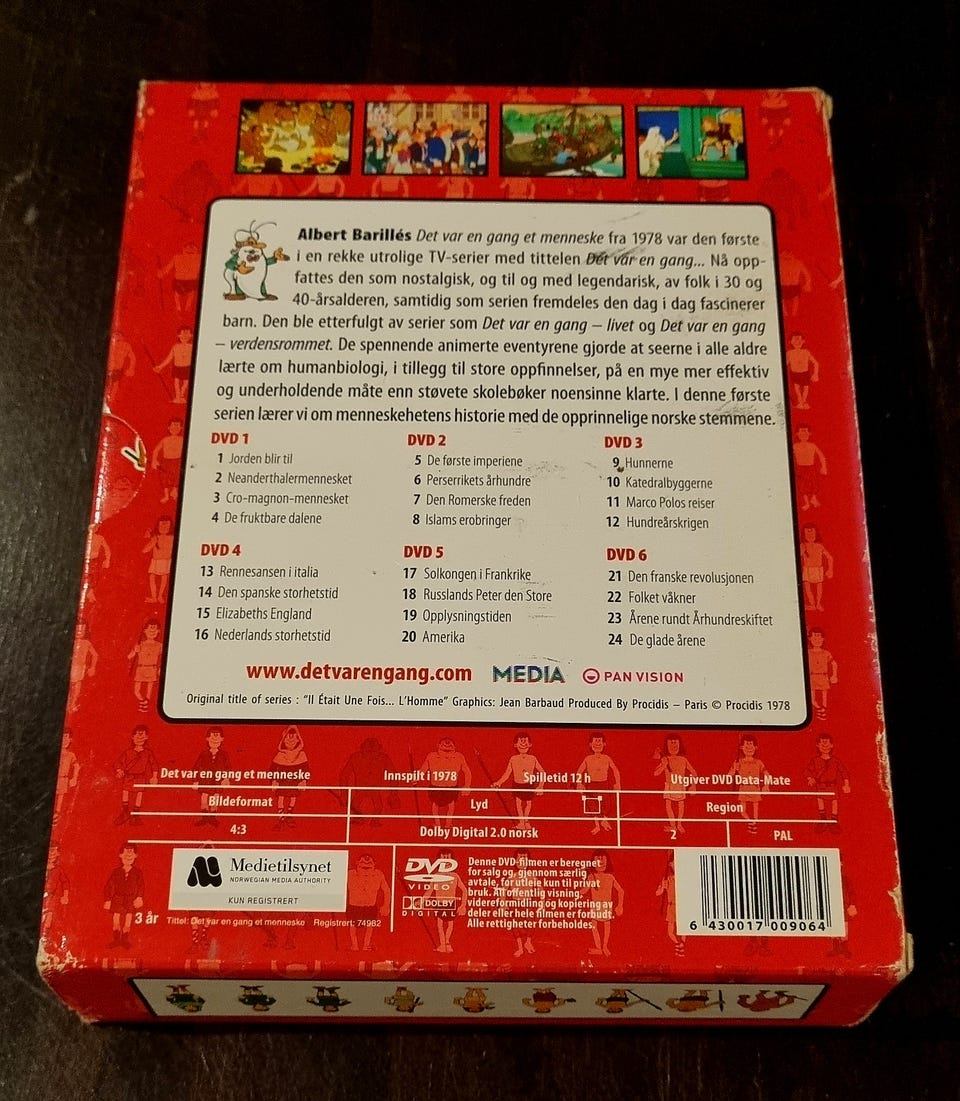 Albert Barillés Det var en gang et menneske fra 1978 var den første
i en rekke utrolige TV-serier med tittelen Det var en gang... Nå opp-
fattes den som nostalgisk, og til og med legendarisk, av folk i 30 og
40-årsalderen, samtidig som serien fremdeles den dag i dag fascinerer
barn. Den ble etterfulgt av serier som Det var en gang – livet og Det var en gang
– verdensrommet. De spennende animerte eventyrene gjorde at seerne i alle aldre
lærte om humanbiologi, i tillegg til store oppfinnelser, på en mye mer effektiv
og underholdende måte enn støvete skolebøker noensinne klarte. I denne første
serien lærer vi om menneskehetens historie med de opprinnelige norske stemmene.
DVD 1
1 Jorden blir til
2 Neanderthalermennesket
3 Cro-magnon-mennesket
4 De fruktbare dalene
DVD 2
5 De første imperiene
6 Perserrikets århundre
7 Den Romerske freden
8 Islams erobringer
DVD 3
9 Hunnerne
10 Katedralbyggerne
11 Marco Polos reiser
12 Hundreårskrigen
DVD 4
13 Rennesansen i italia
14 Den spanske storhetstid
15 Elizabeths England
16 Nederlands storhetstid
DVD 5
17 Solkongen i Frankrike
18 Russlands Peter den Store
19 Opplysningstiden
20 Amerika
DVD 6
21 Den franske revolusjonen
22 Folket våkner
23 Årene rundt Århundreskiftet
24 De glade årene
www.detvarengang.com MEDIA PAN VISION
Original title of series : "Il Était Une Fois... L'Homme" Graphics: Jean Barbaud Produced By Procidis – Paris © Procidis 1978
Det var en gang et menneske Innspilt i 1978 Spilletid 12 h Utgiver DVD Data-Mate
Bildeformat Lyd Region
4:3 Dolby Digital 2.0 norsk 2 PAL
Medietilsynet
NORWEGIAN MEDIA AUTHORITY
KUN REGISTRERT
3 år Tittel: Det var en gang et menneske Registrert: 74982
DVD
VIDEO
DOLBY
DIGITAL
Denne DVD-filmen er beregnet
for salg og, gjennom særlig
avtale, for utleie kun til privat
bruk. All offentlig visning,
videreformidling og kopiering av
deler eller hele filmen er forbudt.
Alle rettigheter forbeholdes.
6 430017 009064